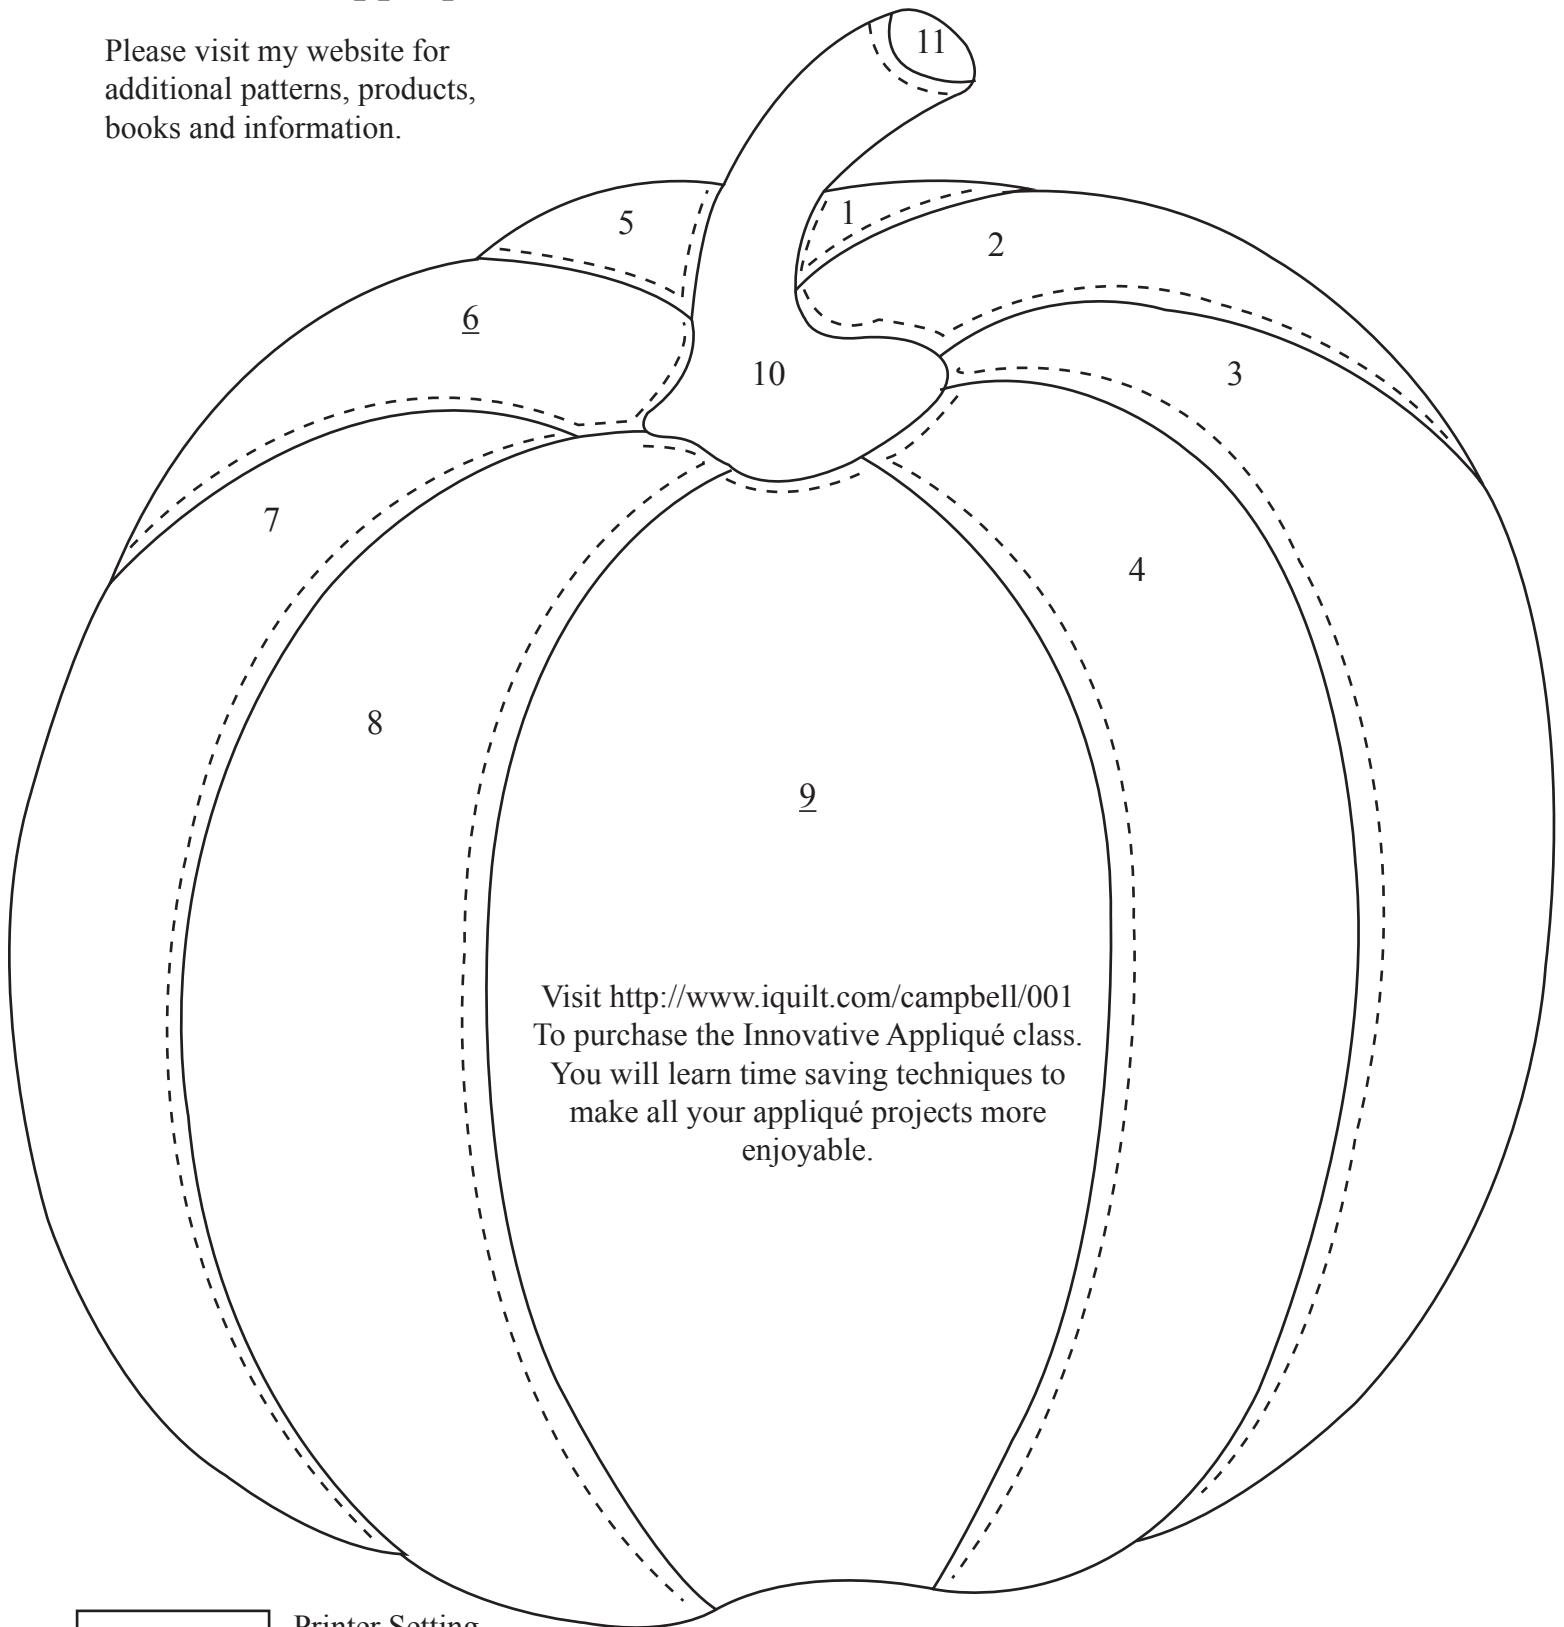 Please visit my website for
additional patterns, products,
books and information.
11
5
1
2
6
10
3
7
4
8
9
Visit http://www.iquilt.com/campbell/001
To purchase the Innovative Appliqué class.
You will learn time saving techniques to
make all your appliqué projects more
enjoyable.
Printer Setting